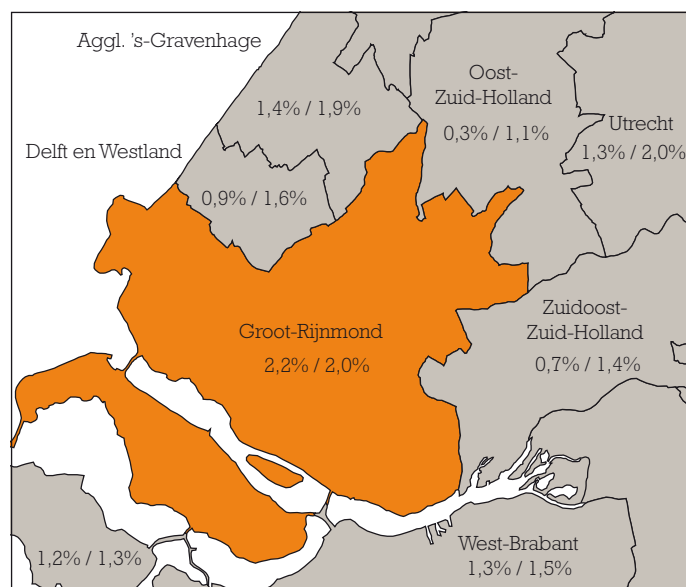 Aggl. 's-Gravenhage
1,4% / 1,9%
Oost-
Zuid-Holland
0,3% / 1,1%
Utrecht
1,3% / 2,0%
Delft en Westland
0,9% / 1,6%
Groot-Rijnmond
2,2% / 2,0%
Zuidoost-
Zuid-Holland
0,7% / 1,4%
1,2% / 1,3%
West-Brabant
1,3% / 1,5%